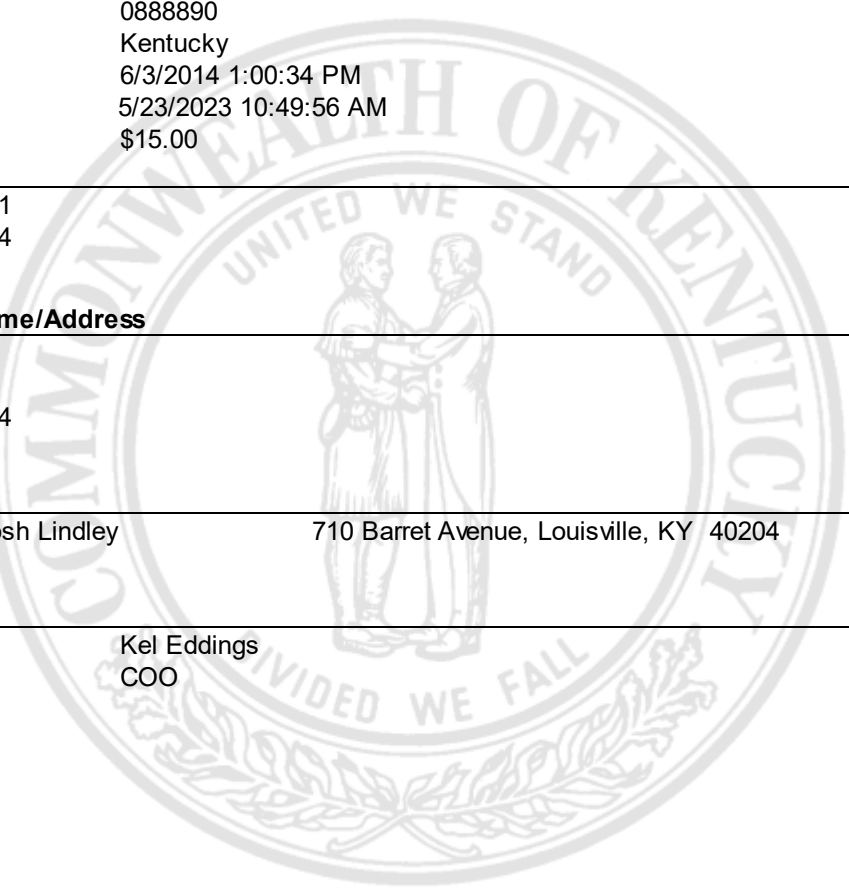 0888890
Kentucky
6/3/2014 1:00:34 PM
5/23/2023 10:49:56 AM
$15.00
1
4
me/Address
4
osh Lindley 710 Barret Avenue, Louisville, KY 40204
Kel Eddings
COO
COMMONWEALTH OF KENTUCKY
UNITED WE STAND
DIVIDED WE FALL